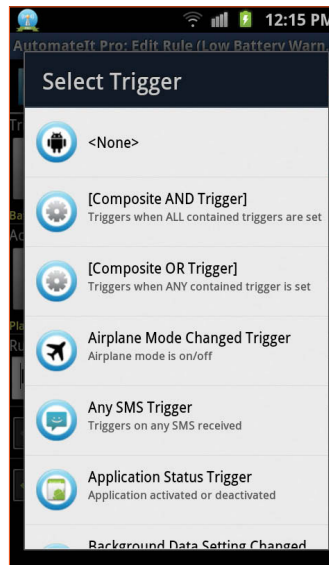 12:15 PM
AutomateIt Pro: Edit Rule (Low Battery Warn
Select Trigger
<None>
[Composite AND Trigger]
Triggers when ALL contained triggers are set
[Composite OR Trigger]
Triggers when ANY contained trigger is set
Airplane Mode Changed Trigger
Airplane mode is on/off
Any SMS Trigger
Triggers on any SMS received
Application Status Trigger
Application activated or deactivated
Background Data Setting Changed